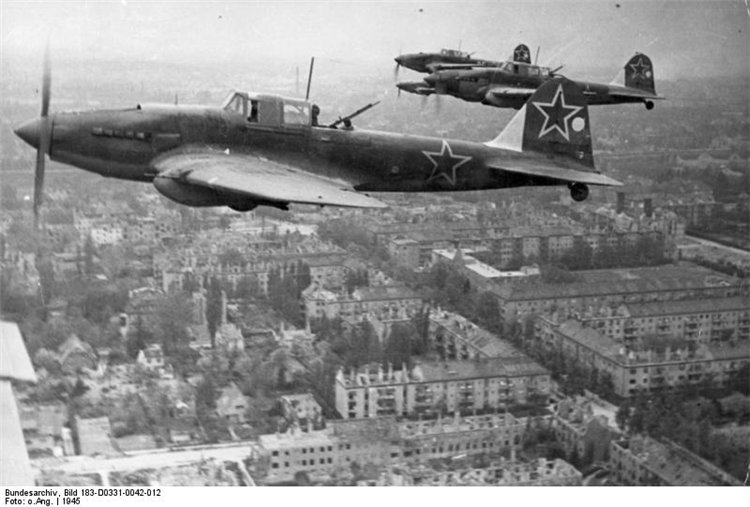 Bundesarchiv, Bild 183-D0331-0042-012
Foto: o.Ang. | 1945